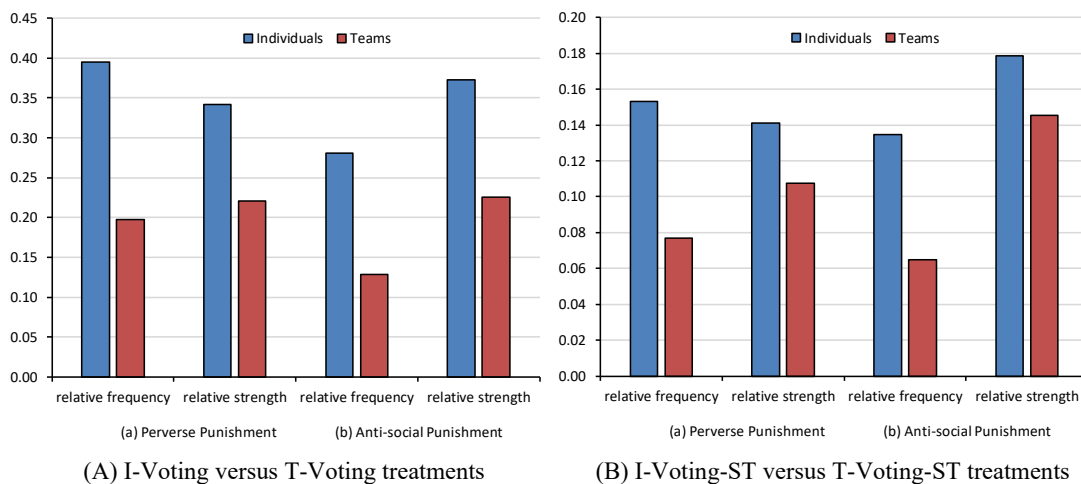 0.45
0.40
0.35
0.30
0.25
0.20
0.15
0.10
0.05
0.00
Individuals Teams
relative frequency relative strength relative frequency relative strength
(a) Perverse Punishment (b) Anti-social Punishment
(A) I-Voting versus T-Voting treatments
0.20
0.18
0.16
0.14
0.12
0.10
0.08
0.06
0.04
0.02
0.00
Individuals Teams
relative frequency relative strength relative frequency relative strength
(a) Perverse Punishment (b) Anti-social Punishment
(B) I-Voting-ST versus T-Voting-ST treatments